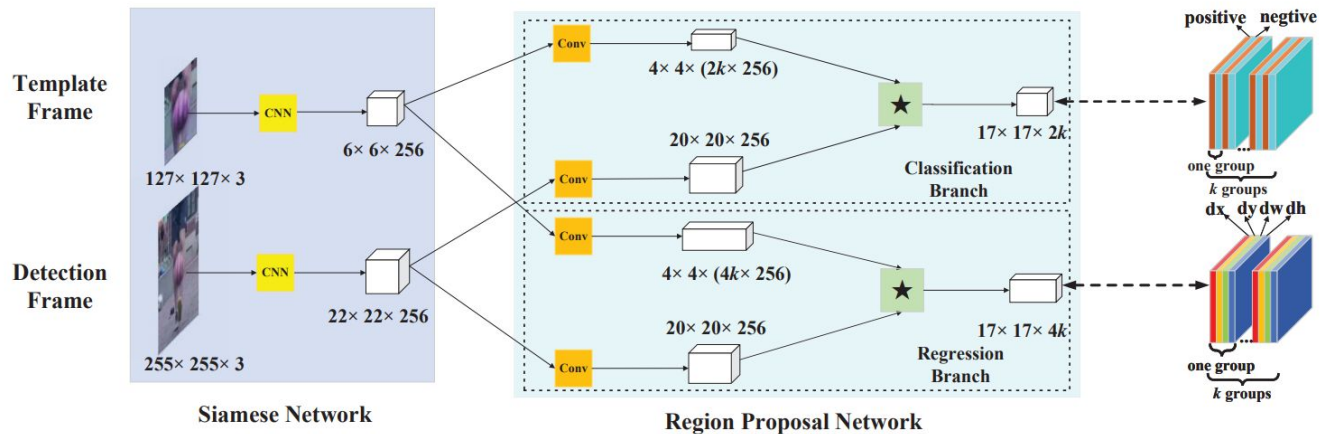 Template
Frame
127× 127× 3
CNN
6× 6× 256
Detection
Frame
255× 255× 3
CNN
22× 22× 256
Siamese Network
Conv
4× 4× (2k× 256)
★
17× 17× 2k
Conv
20× 20× 256
Classification
Branch
Conv
4× 4× (4k× 256)
★
17× 17× 4k
Conv
20× 20× 256
Regression
Branch
Region Proposal Network
positive
negtive
one group
...
k groups
dx
dy
dw
dh
one group
...
k groups